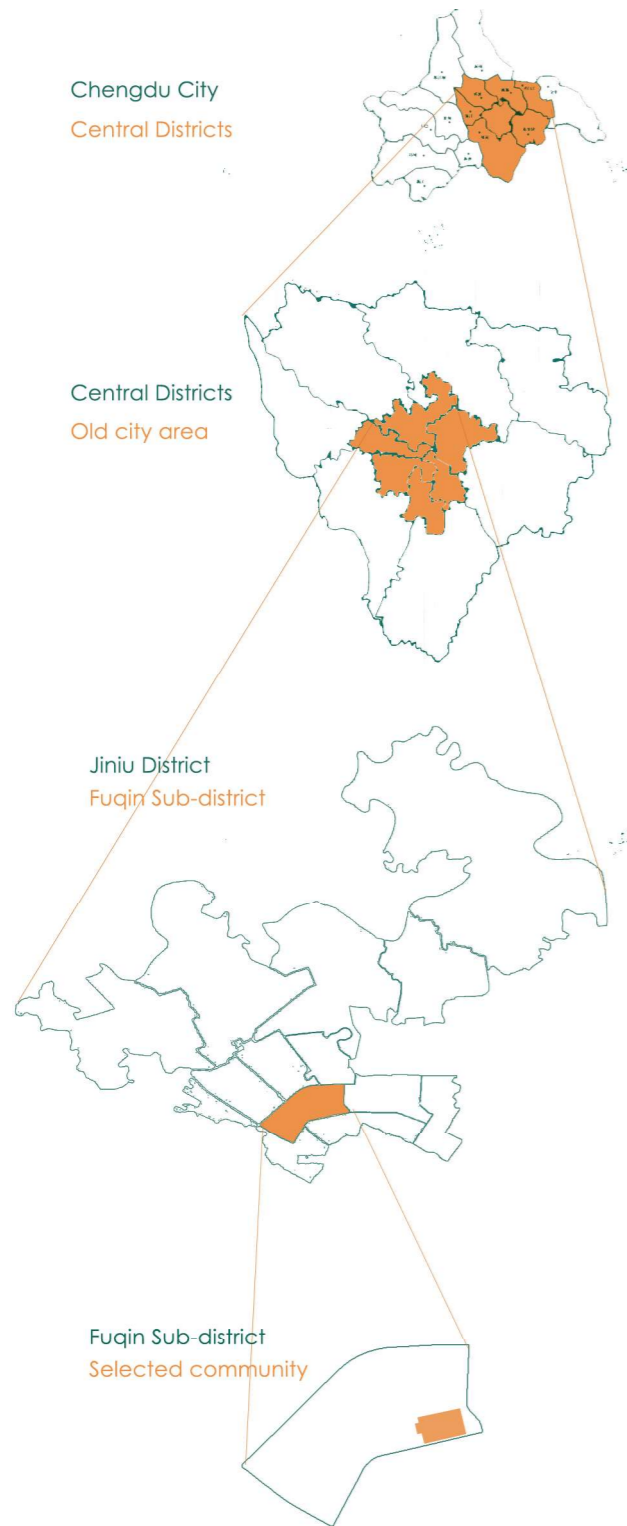 Chengdu City
Central Districts
Central Districts
Old city area
Jiniu District
Fuqin Sub-district
Fuqin Sub-district
Selected community